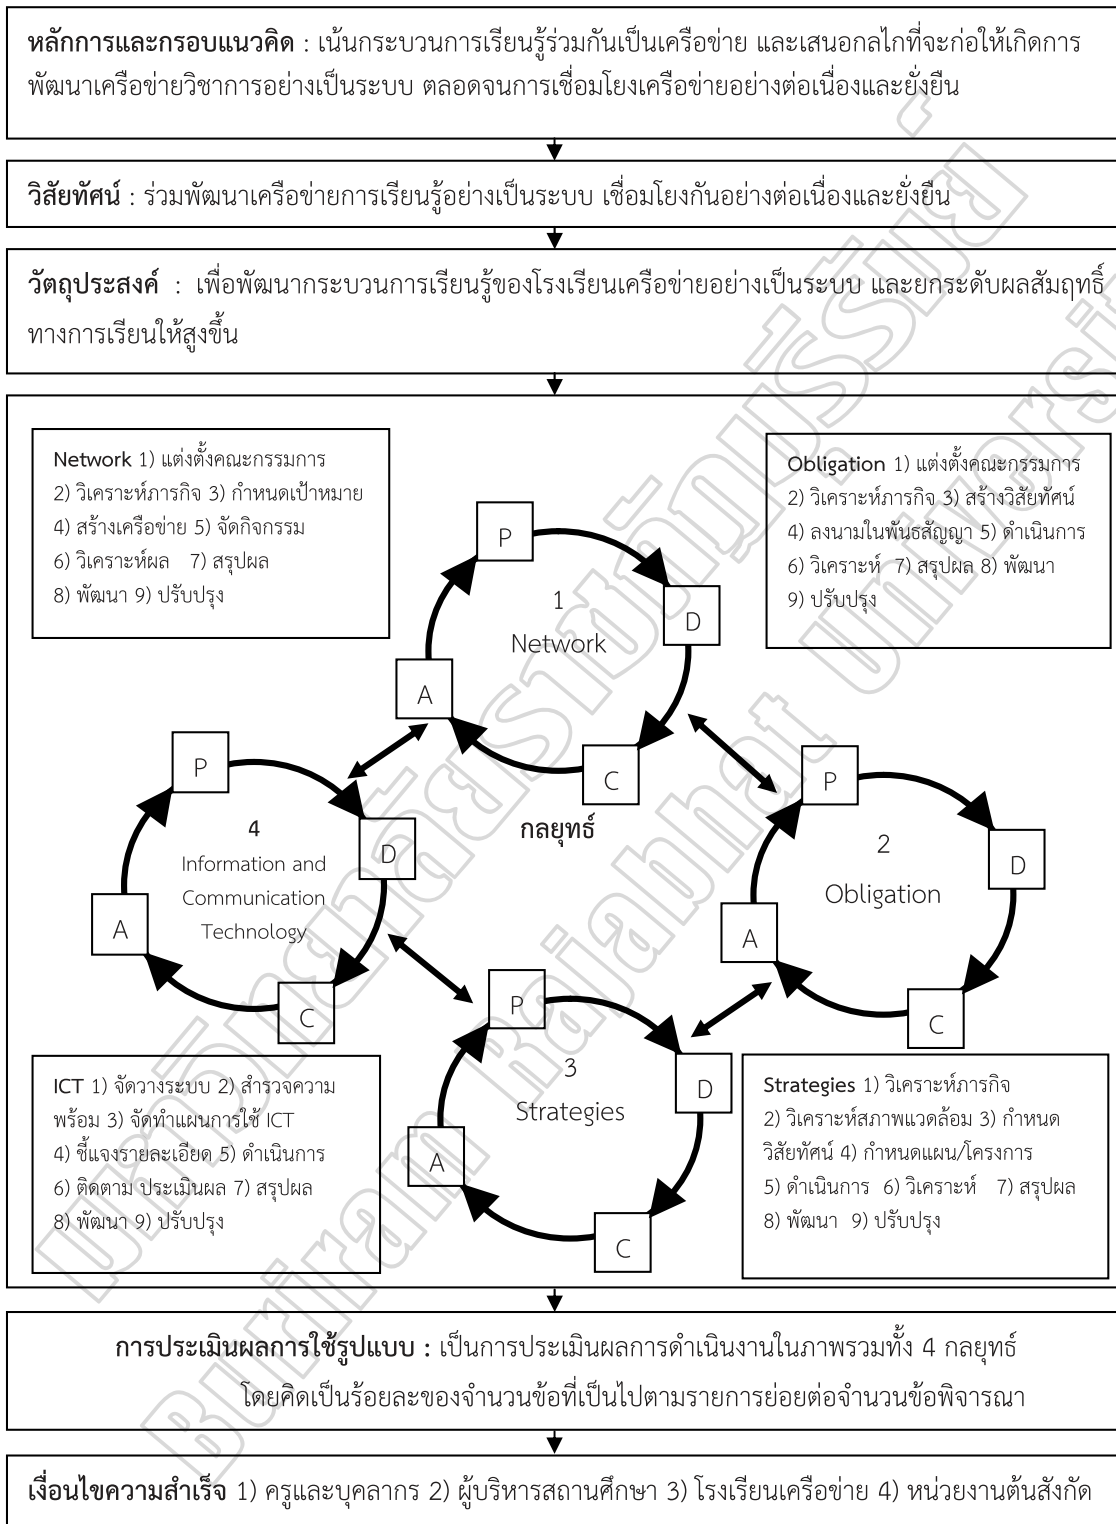 หลักการและกรอบแนวคิด : เน้นกระบวนการเรียนรู้ร่วมกันเป็นเครือข่าย และเสนอกลไกที่จะก่อให้เกิดการ
พัฒนาเครือข่ายวิชาการอย่างเป็นระบบ ตลอดจนการเชื่อมโยงเครือข่ายอย่างต่อเนื่องและยั่งยืน
วิสัยทัศน์ : ร่วมพัฒนาเครือข่ายการเรียนรู้อย่างเป็นระบบ เชื่อมโยงกันอย่างต่อเนื่องและยั่งยืน
วัตถุประสงค์ : เพื่อพัฒนากระบวนการเรียนรู้ของโรงเรียนเครือข่ายอย่างเป็นระบบ และยกระดับผลสัมฤทธิ์
ทางการเรียนให้สูงขึ้น
Network 1) แต่งตั้งคณะกรรมการ
2) วิเคราะห์ภารกิจ 3) กำหนดเป้าหมาย
4) สร้างเครือข่าย 5) จัดกิจกรรม
6) วิเคราะห์ผล 7) สรุปผล
8) พัฒนา 9) ปรับปรุง
Obligation 1) แต่งตั้งคณะกรรมการ
2) วิเคราะห์ภารกิจ 3) สร้างวิสัยทัศน์
4) ลงนามในพันธสัญญา 5) ดำเนินการ
6) วิเคราะห์ 7) สรุปผล 8) พัฒนา
9) ปรับปรุง
P
D
C
A
1
Network
P
D
C
A
4
Information and
Communication
Technology
กลยุทธ์
P
D
C
A
2
Obligation
P
D
C
A
3
Strategies
ICT 1) จัดวางระบบ 2) สำรวจความ
พร้อม 3) จัดทำแผนการใช้ ICT
4) ชี้แจงรายละเอียด 5) ดำเนินการ
6) ติดตาม ประเมินผล 7) สรุปผล
8) พัฒนา 9) ปรับปรุง
Strategies 1) วิเคราะห์ภารกิจ
2) วิเคราะห์สภาพแวดล้อม 3) กำหนด
วิสัยทัศน์ 4) กำหนดแผน/โครงการ
5) ดำเนินการ 6) วิเคราะห์ 7) สรุปผล
8) พัฒนา 9) ปรับปรุง
การประเมินผลการใช้รูปแบบ : เป็นการประเมินผลการดำเนินงานในภาพรวมทั้ง 4 กลยุทธ์
โดยคิดเป็นร้อยละของจำนวนข้อที่เป็นไปตามรายการย่อยต่อจำนวนข้อพิจารณา
เงื่อนไขความสำเร็จ 1) ครูและบุคลากร 2) ผู้บริหารสถานศึกษา 3) โรงเรียนเครือข่าย 4) หน่วยงานต้นสังกัด
มหาวิทยาลัยราชภัฏบุรีรัมย์
Buriram Rajabhat Universit